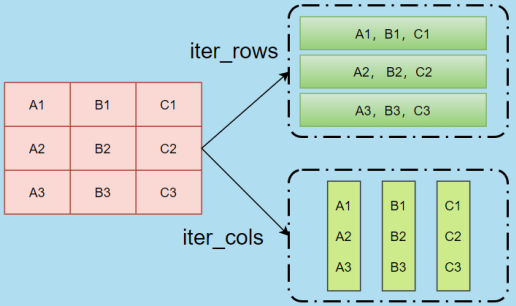 A1 B1 C1
A2 B2 C2
A3 B3 C3
iter_rows
A1, B1, C1
A2, B2, C2
A3, B3, C3
iter_cols
A1 B1 C1
A2 B2 C2
A3 B3 C3